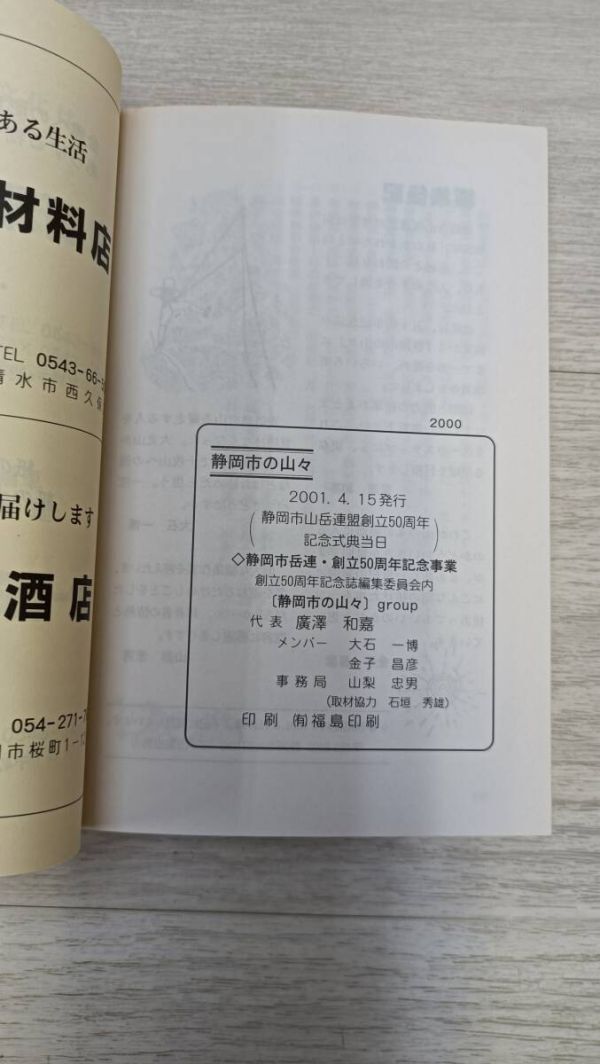 ある生活
材料店
TEL 0543-66-
清水市西久保
届けします
酒店
054-271-7
市桜町1-1
2000
静岡市の山々
2001.4.15発行
(静岡市山岳連盟創立50周年
記念式典当日)
◇静岡市岳連・創立50周年記念事業
創立50周年記念誌編集委員会内
〔静岡市の山々〕group
代表 廣澤 和嘉
メンバー 大石 一博
金子 昌彦
事務局 山梨 忠男
(取材協力 石垣 秀雄)
印刷 ㈲福島印刷